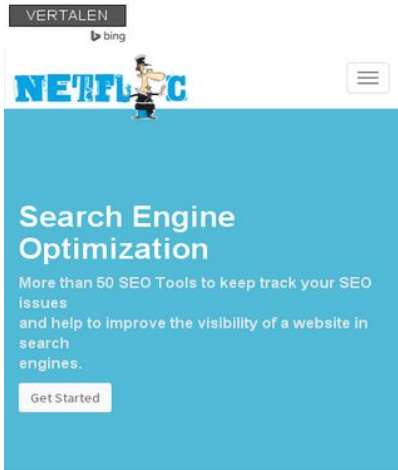 VERTALEN
bing
NETFLIC
Search Engine
Optimization
More than 50 SEO Tools to keep track your SEO
issues
and help to improve the visibility of a website in
search
engines.
Get Started